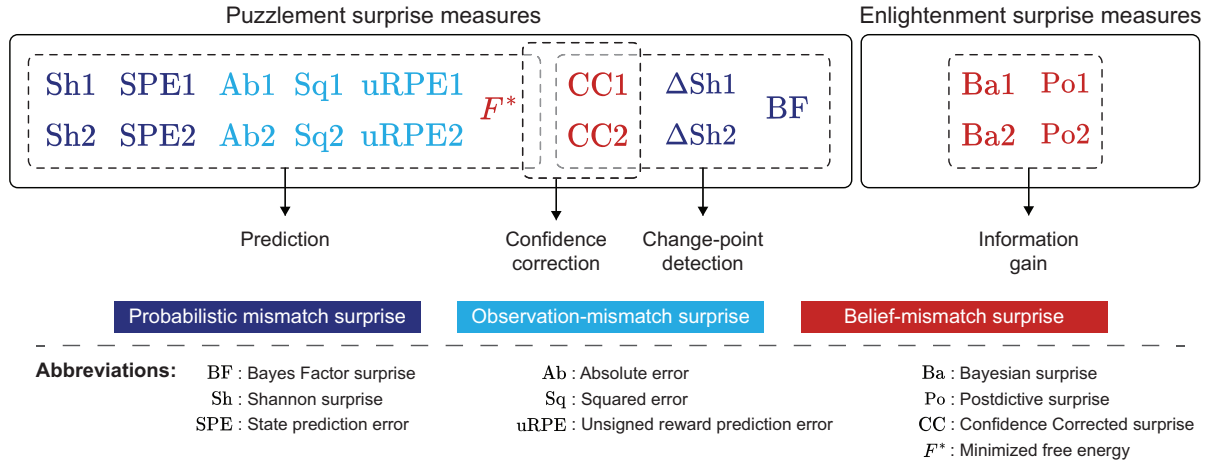 Puzzlement surprise measures
Enlightenment surprise measures
Sh1 SPE1 Ab1 Sq1 uRPE1
F*
CC1 ΔSh1
BF
Sh2 SPE2 Ab2 Sq2 uRPE2
CC2 ΔSh2
Ba1 Po1
Ba2 Po2
Prediction
Confidence
correction
Change-point
detection
Information
gain
Probabilistic mismatch surprise
Observation-mismatch surprise
Belief-mismatch surprise
Abbreviations:
BF : Bayes Factor surprise
Sh : Shannon surprise
SPE : State prediction error
Ab : Absolute error
Sq : Squared error
uRPE : Unsigned reward prediction error
Ba : Bayesian surprise
Po : Postdictive surprise
CC : Confidence Corrected surprise
F* : Minimized free energy